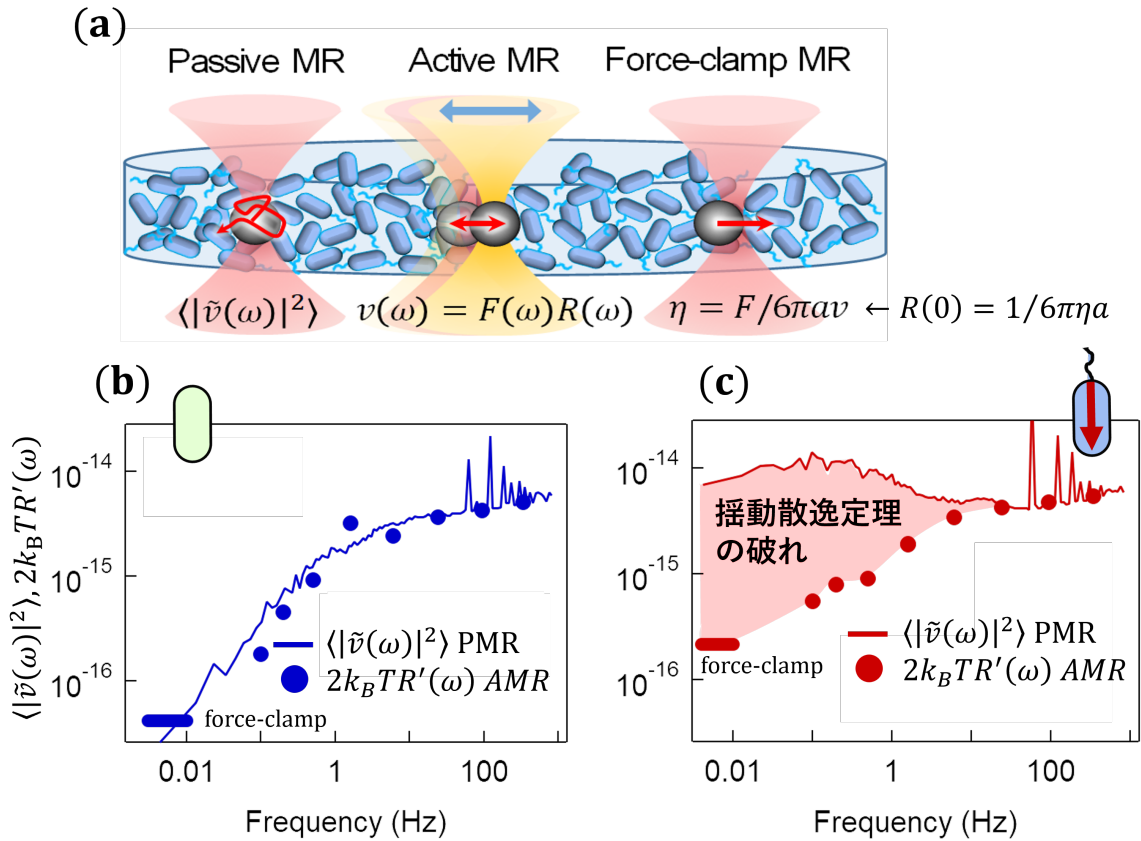 (a)
Passive MR Active MR Force-clamp MR
⟨|ṽ(ω)|²⟩ v(ω) = F(ω)R(ω) η = F/6πav ← R(0) = 1/6πηa
(b)
⟨|ṽ(ω)|²⟩, 2k_BTR′(ω)
10⁻¹⁴
10⁻¹⁵
10⁻¹⁶
⟨|ṽ(ω)|²⟩ PMR
2k_BTR′(ω) AMR
force-clamp
0.01 1 100
Frequency (Hz)
(c)
10⁻¹⁴
10⁻¹⁵
10⁻¹⁶
揺動散逸定理
の破れ
⟨|ṽ(ω)|²⟩ PMR
force-clamp
2k_BTR′(ω) AMR
0.01 1 100
Frequency (Hz)